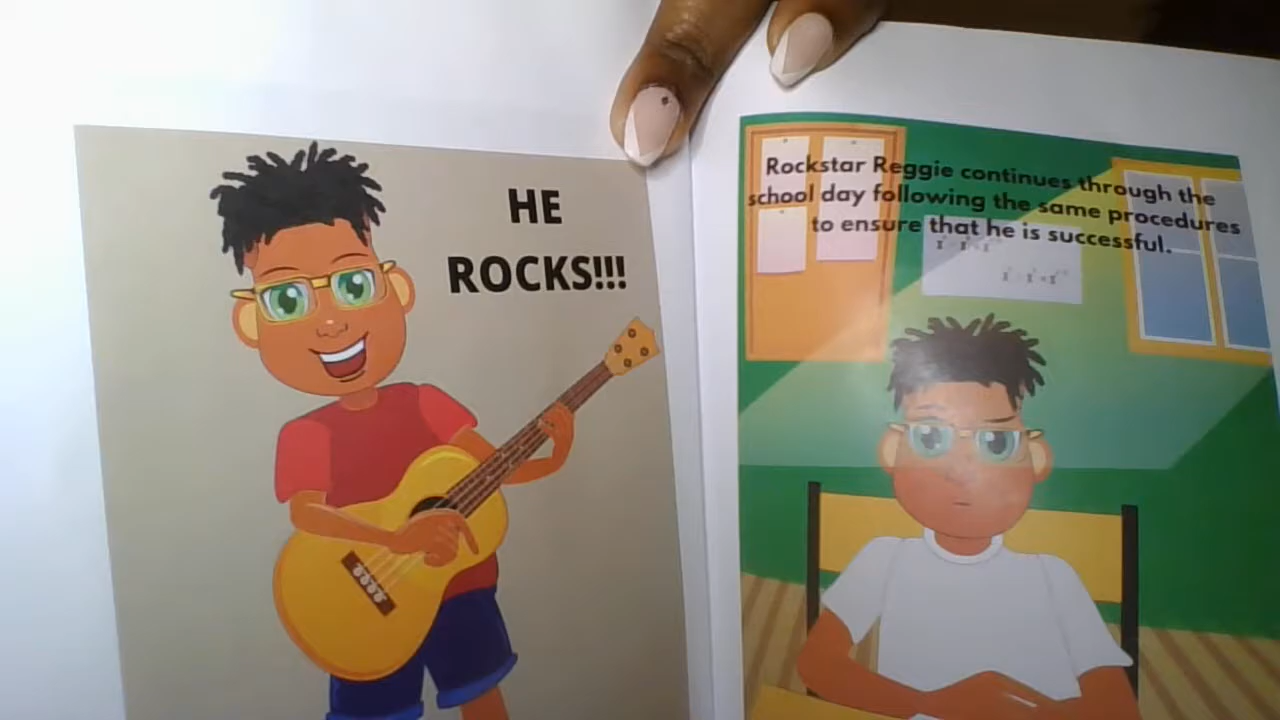 HE
ROCKS!!!
Rockstar Reggie continues through the
school day following the same procedures
to ensure that he is successful.